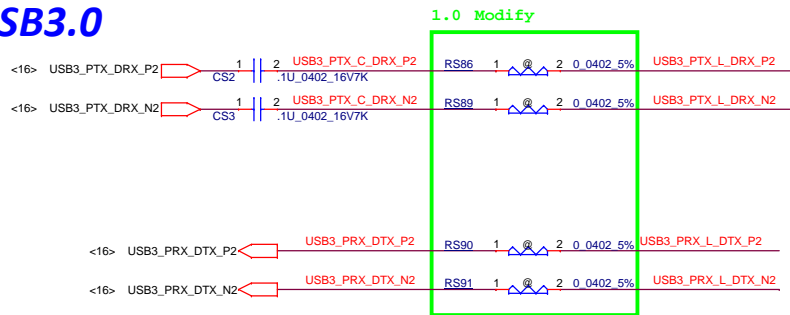 1.0 Modify
SB3.0
<16> USB3_PTX_DRX_P2 1 2 USB3_PTX_C_DRX_P2 RS86 1 @ 2 0_0402_5% USB3_PTX_L_DRX_P2
CS2 .1U_0402_16V7K
<16> USB3_PTX_DRX_N2 1 2 USB3_PTX_C_DRX_N2 RS89 1 @ 2 0_0402_5% USB3_PTX_L_DRX_N2
CS3 .1U_0402_16V7K
<16> USB3_PRX_DTX_P2 USB3_PRX_DTX_P2 RS90 1 @ 2 0_0402_5% USB3_PRX_L_DTX_P2
<16> USB3_PRX_DTX_N2 USB3_PRX_DTX_N2 RS91 1 @ 2 0_0402_5% USB3_PRX_L_DTX_N2